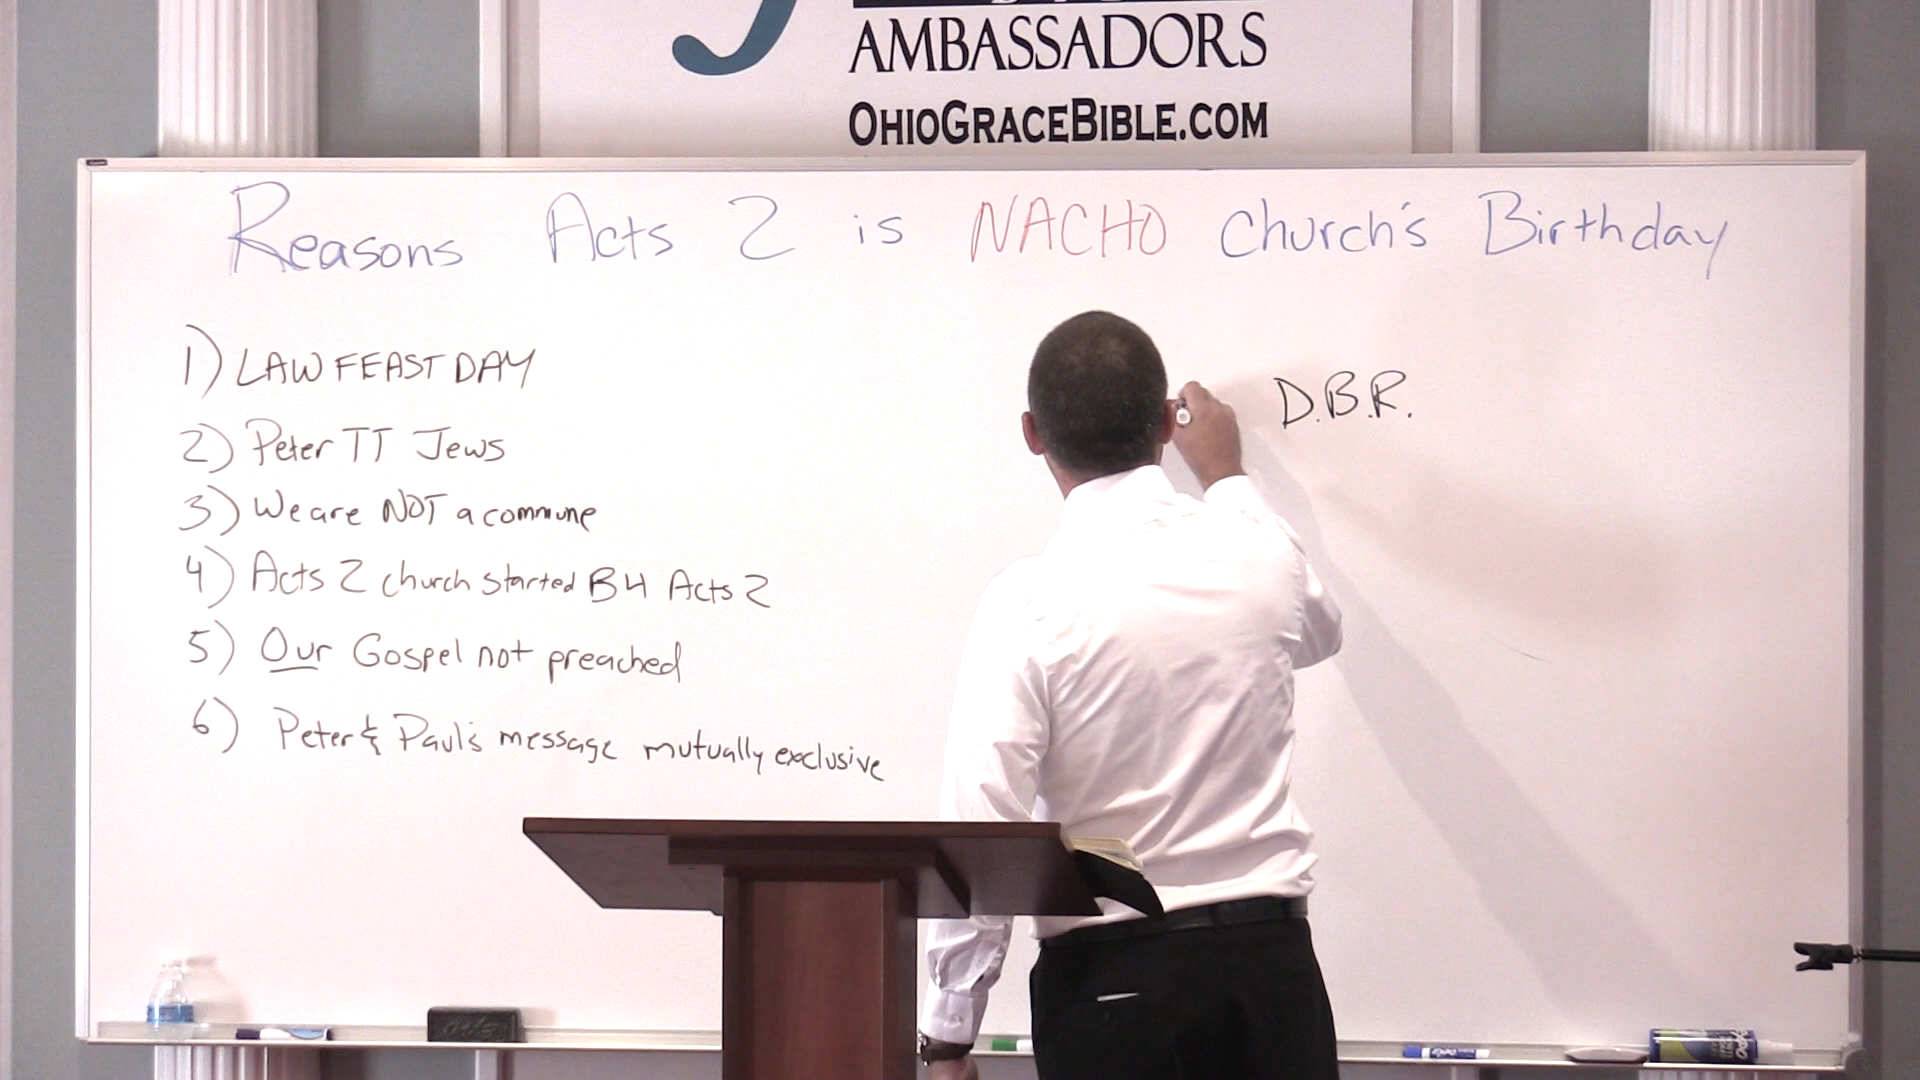 AMBASSADORS
OHIOGRACEBIBLE.COM
Reasons Acts 2 is NACHO Church's Birthday
1) LAW FEAST DAY
2) Peter TT Jews
3) We are NOT a commune
4) Acts 2 church started B4 Acts 2
5) Our Gospel not preached
6) Peter & Paul's message mutually exclusive
D.B.R.
EXPO